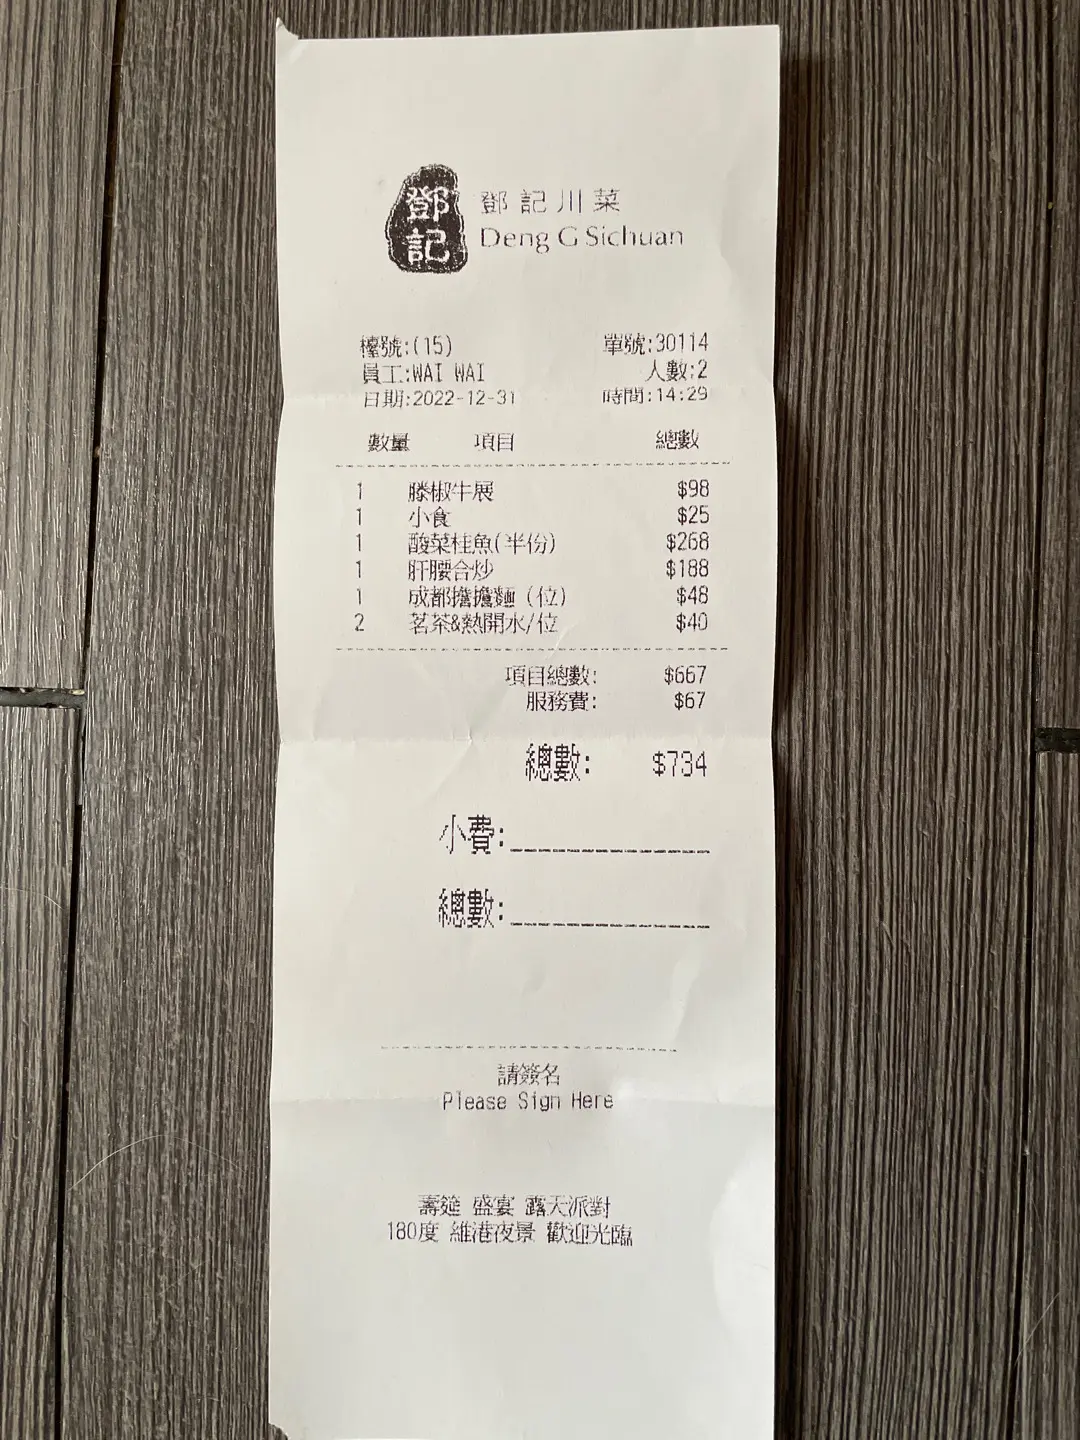 鄧記
鄧記川菜
Deng G Sichuan
檯號:(15) 單號:30114
員工:WAI WAI 人數:2
日期:2022-12-31 時間:14:29
數量 項目 總數
1 滕椒牛展 $98
1 小食 $25
1 酸菜桂魚(半份) $268
1 肝腰合炒 $188
1 成都擔擔麵 (位) $48
2 茗茶&熱開水/位 $40
項目總數: $667
服務費: $67
總數: $734
小費:
總數:
請簽名
Please Sign Here
壽筵 盛宴 露天派對
180度 維港夜景 歡迎光臨